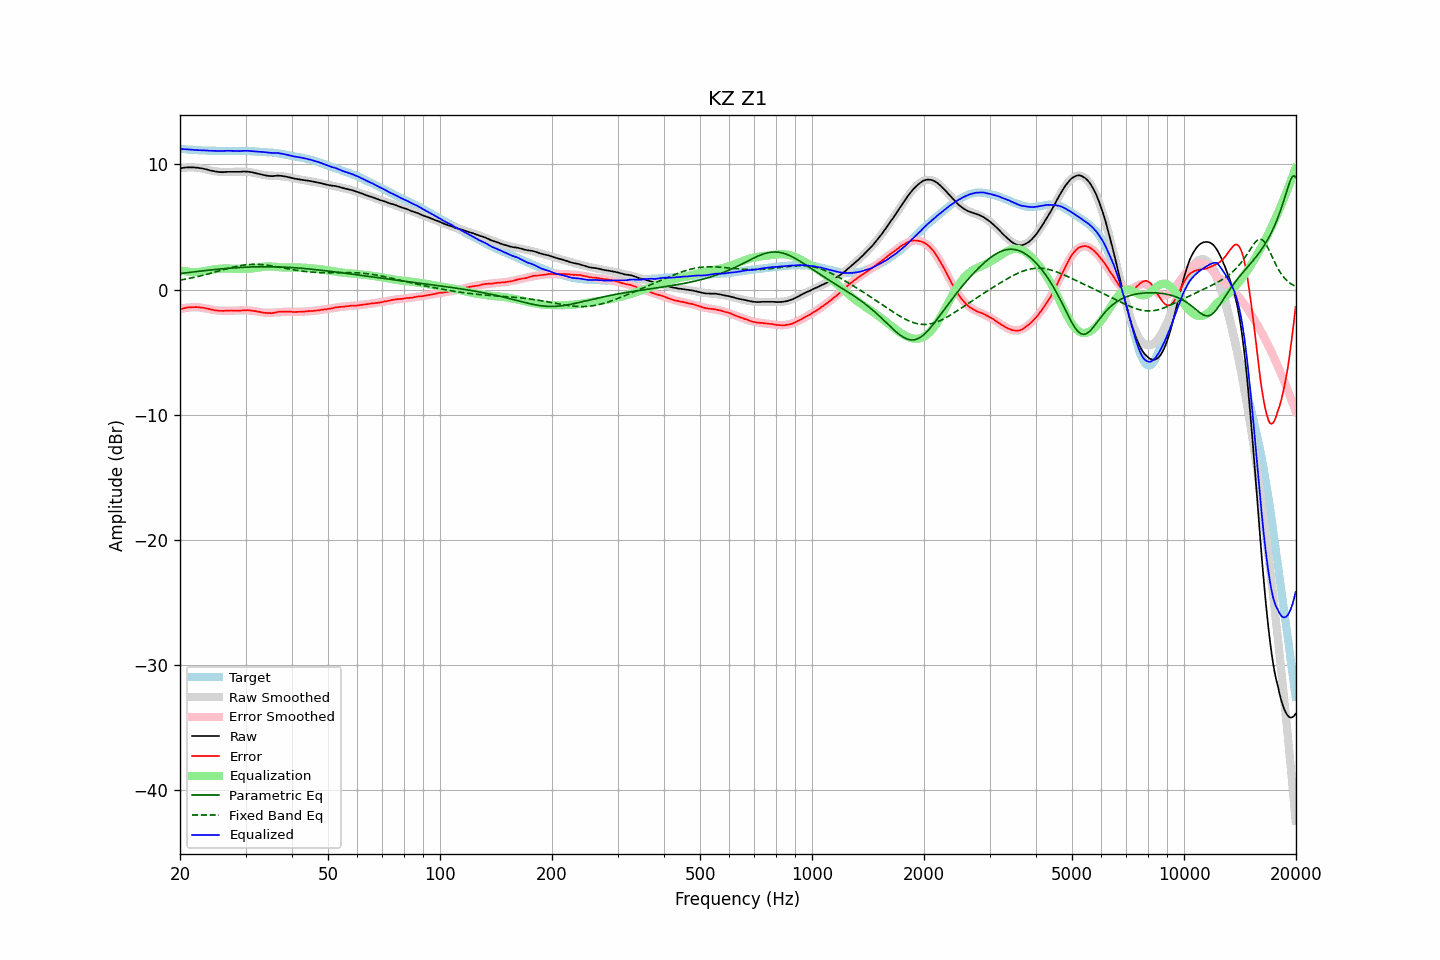 KZ Z1
10
0
−10
−20
−30
−40
Amplitude (dBr)
20
50
100
200
500
1000
2000
5000
10000
20000
Frequency (Hz)
Target
Raw Smoothed
Error Smoothed
Raw
Error
Equalization
Parametric Eq
Fixed Band Eq
Equalized